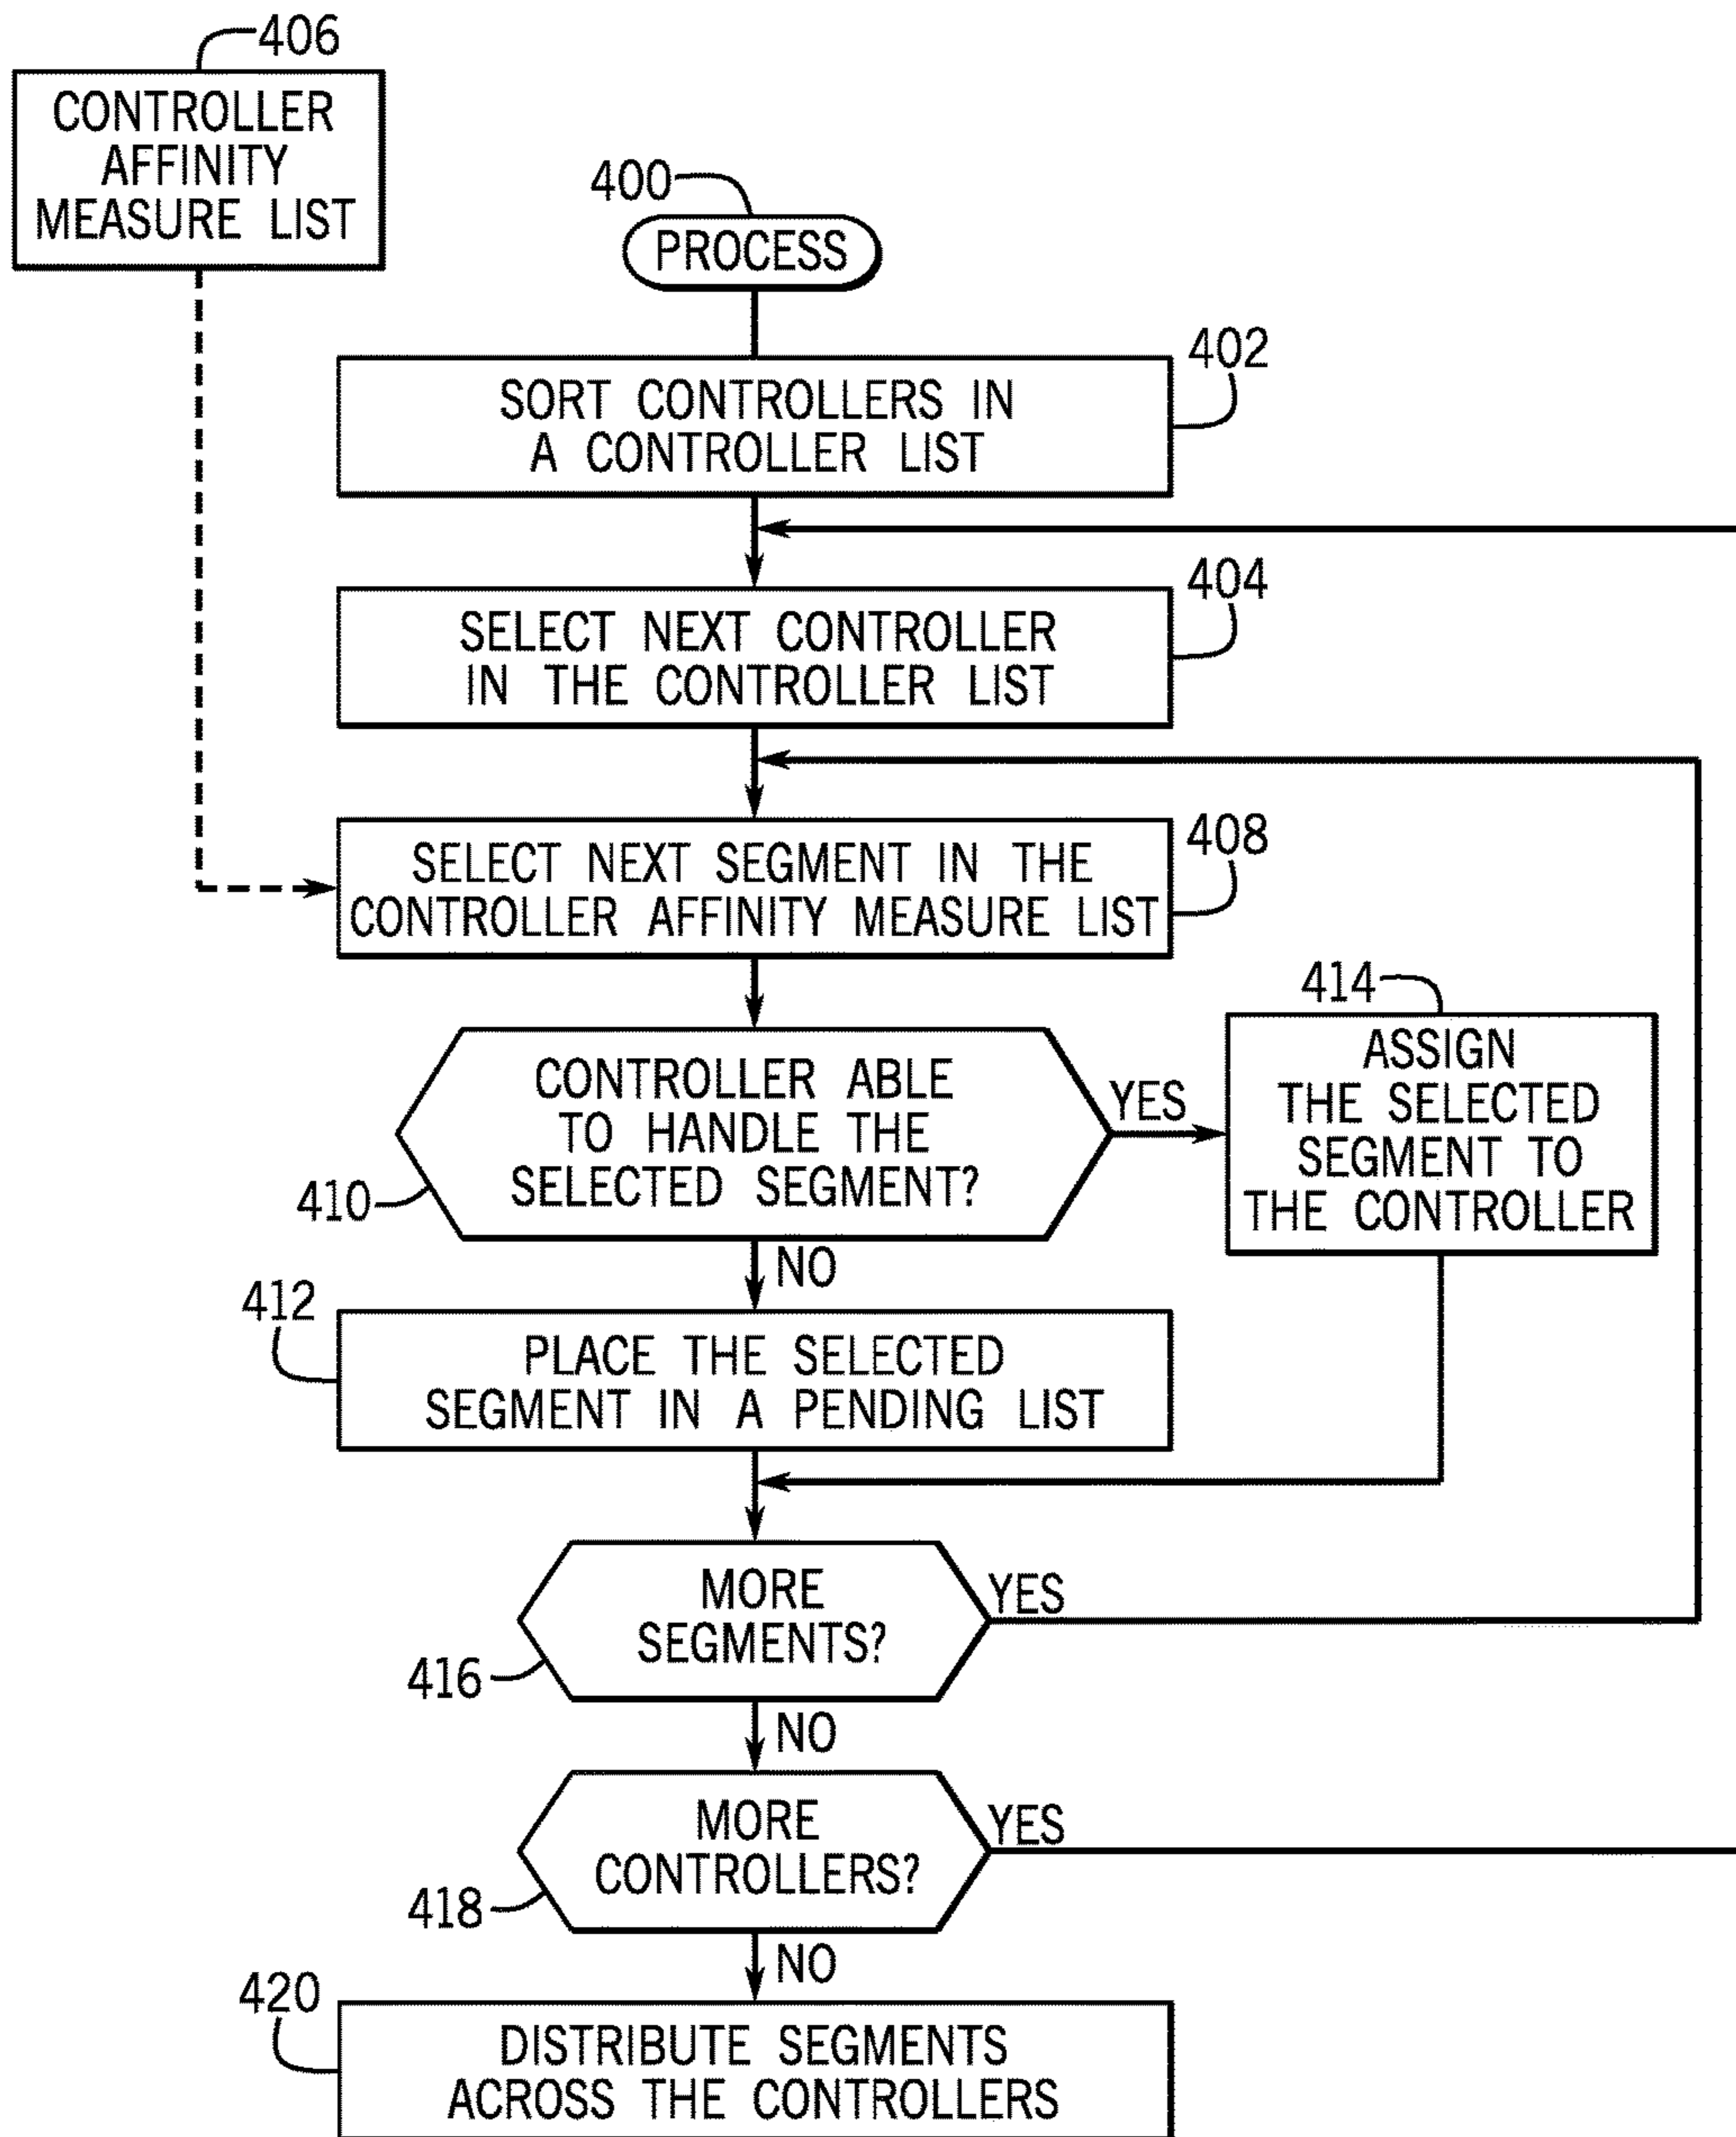 406
CONTROLLER
AFFINITY
MEASURE LIST
400
PROCESS
402
SORT CONTROLLERS IN
A CONTROLLER LIST
404
SELECT NEXT CONTROLLER
IN THE CONTROLLER LIST
408
SELECT NEXT SEGMENT IN THE
CONTROLLER AFFINITY MEASURE LIST
410
CONTROLLER ABLE
TO HANDLE THE
SELECTED SEGMENT?
YES
414
ASSIGN
THE SELECTED
SEGMENT TO
THE CONTROLLER
NO
412
PLACE THE SELECTED
SEGMENT IN A PENDING LIST
MORE
SEGMENTS?
YES
416
NO
MORE
CONTROLLERS?
YES
418
NO
420
DISTRIBUTE SEGMENTS
ACROSS THE CONTROLLERS